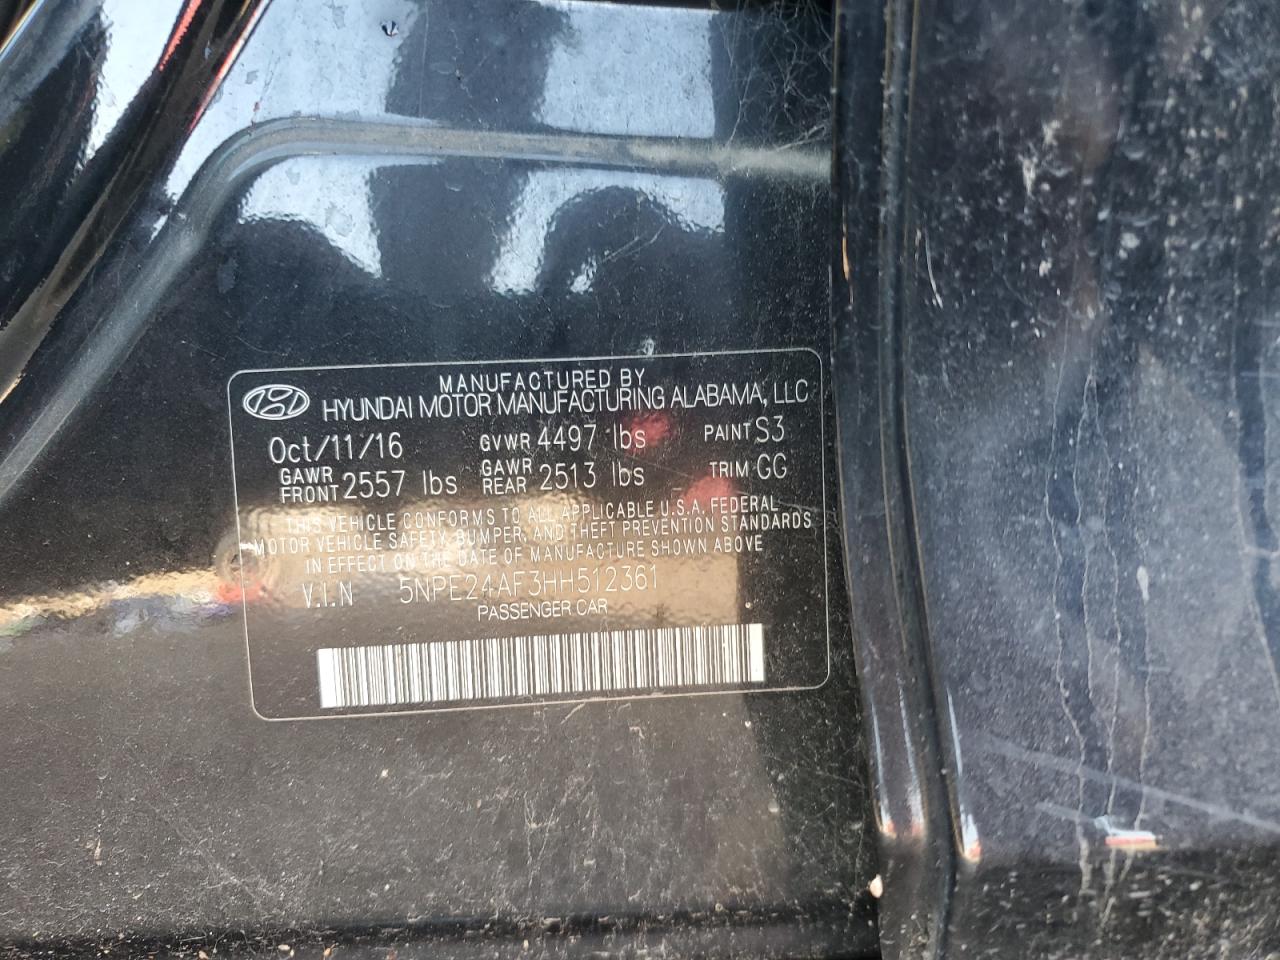 MANUFACTURED BY
HYUNDAI MOTOR MANUFACTURING ALABAMA, LLC
Oct/11/16 GVWR 4497 lbs PAINT S3
GAWR FRONT 2557 lbs GAWR REAR 2513 lbs TRIM GG
THIS VEHICLE CONFORMS TO ALL APPLICABLE U.S.A. FEDERAL
MOTOR VEHICLE SAFETY, BUMPER, AND THEFT PREVENTION STANDARDS
IN EFFECT ON THE DATE OF MANUFACTURE SHOWN ABOVE
V.I.N 5NPE24AF3HH512361
PASSENGER CAR